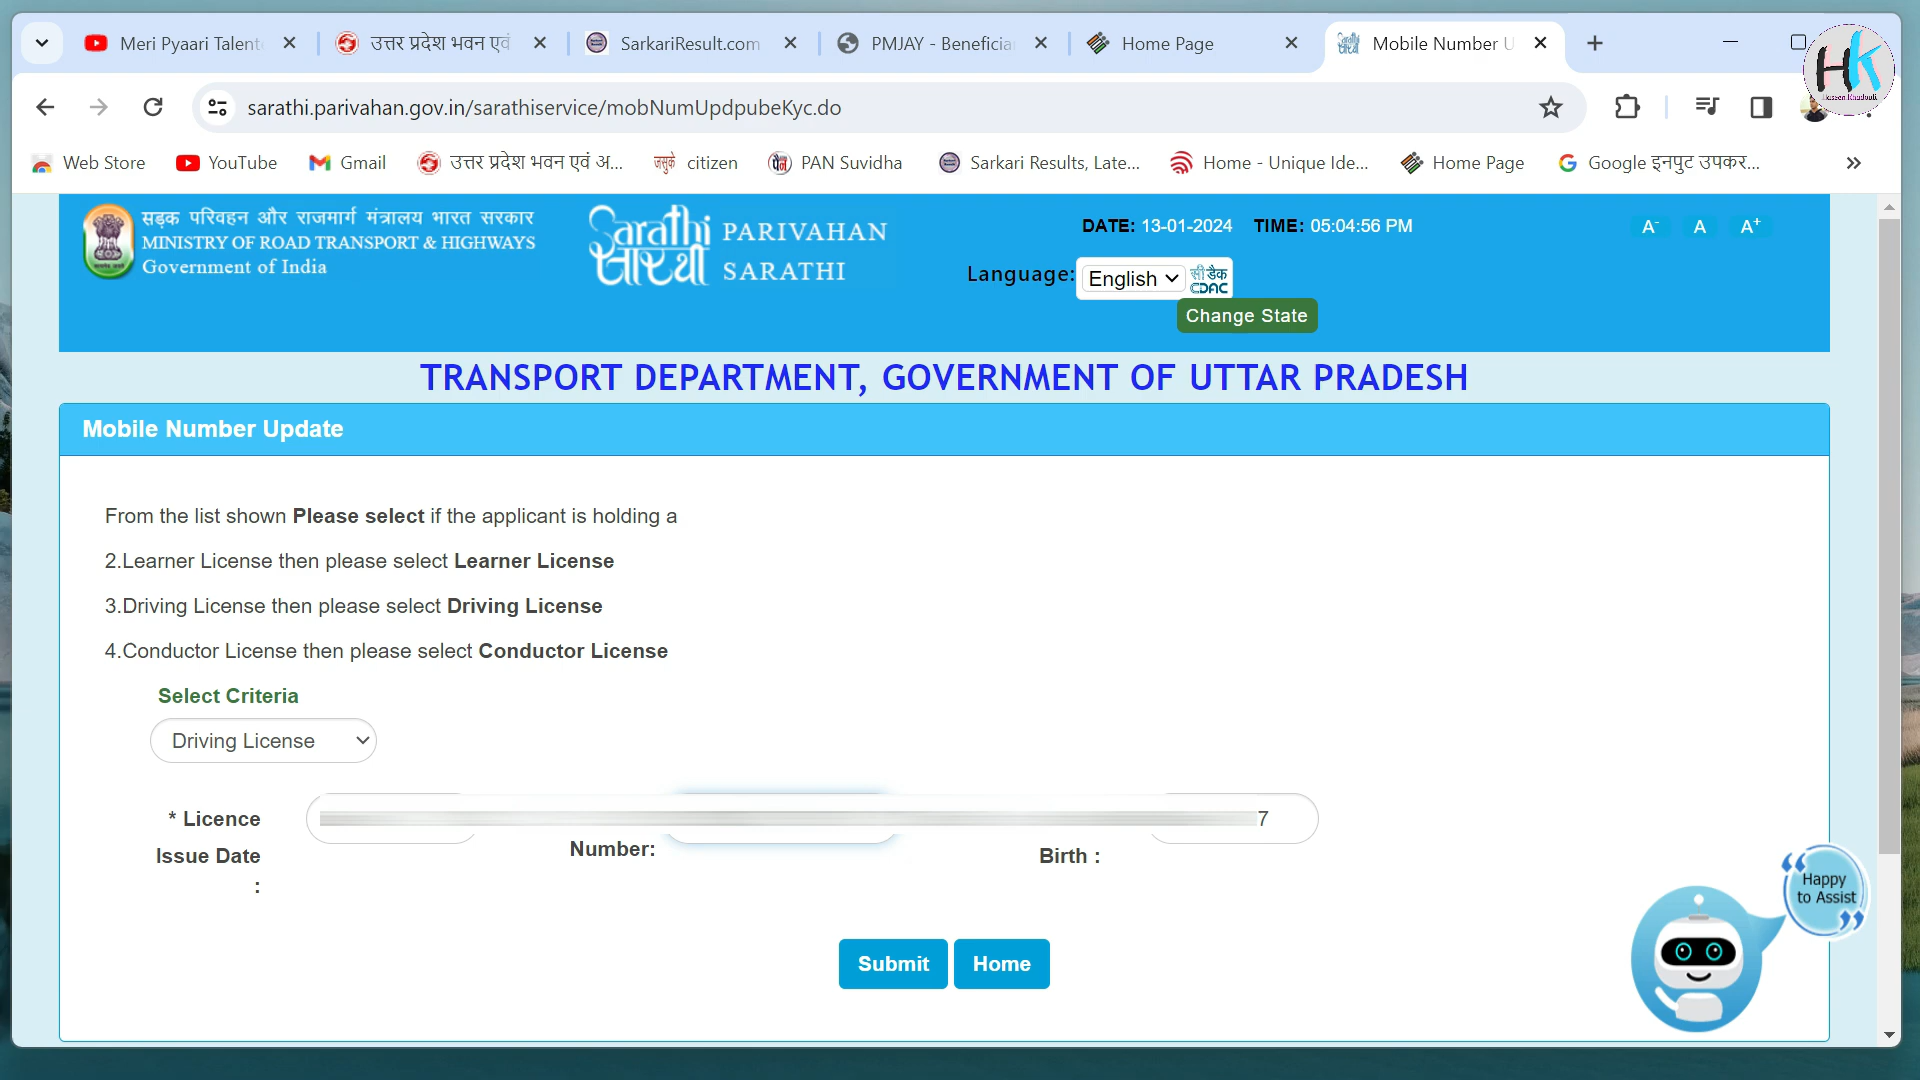 Meri Pyaari Talent
उत्तर प्रदेश भवन एवं
SarkariResult.com
PMJAY - Beneficia
Home Page
Mobile Number U
sarathi.parivahan.gov.in/sarathiservice/mobNumUpdpubeKyc.do
HK
Web Store
YouTube
Gmail
उत्तर प्रदेश भवन एवं अ...
citizen
PAN Suvidha
Sarkari Results, Late...
Home - Unique Ide...
Home Page
Google इनपुट उपकर...
सड़क परिवहन और राजमार्ग मंत्रालय भारत सरकार
MINISTRY OF ROAD TRANSPORT & HIGHWAYS
Government of India
Sarathi
सारथी
PARIVAHAN
SARATHI
DATE: 13-01-2024 TIME: 05:04:56 PM
A- A A+
Language: English
सी डैक
CDAC
Change State
TRANSPORT DEPARTMENT, GOVERNMENT OF UTTAR PRADESH
Mobile Number Update
From the list shown Please select if the applicant is holding a
2.Learner License then please select Learner License
3.Driving License then please select Driving License
4.Conductor License then please select Conductor License
Select Criteria
Driving License
* Licence
Issue Date
:
Number:
Birth :
7
Submit
Home
Happy
to Assist